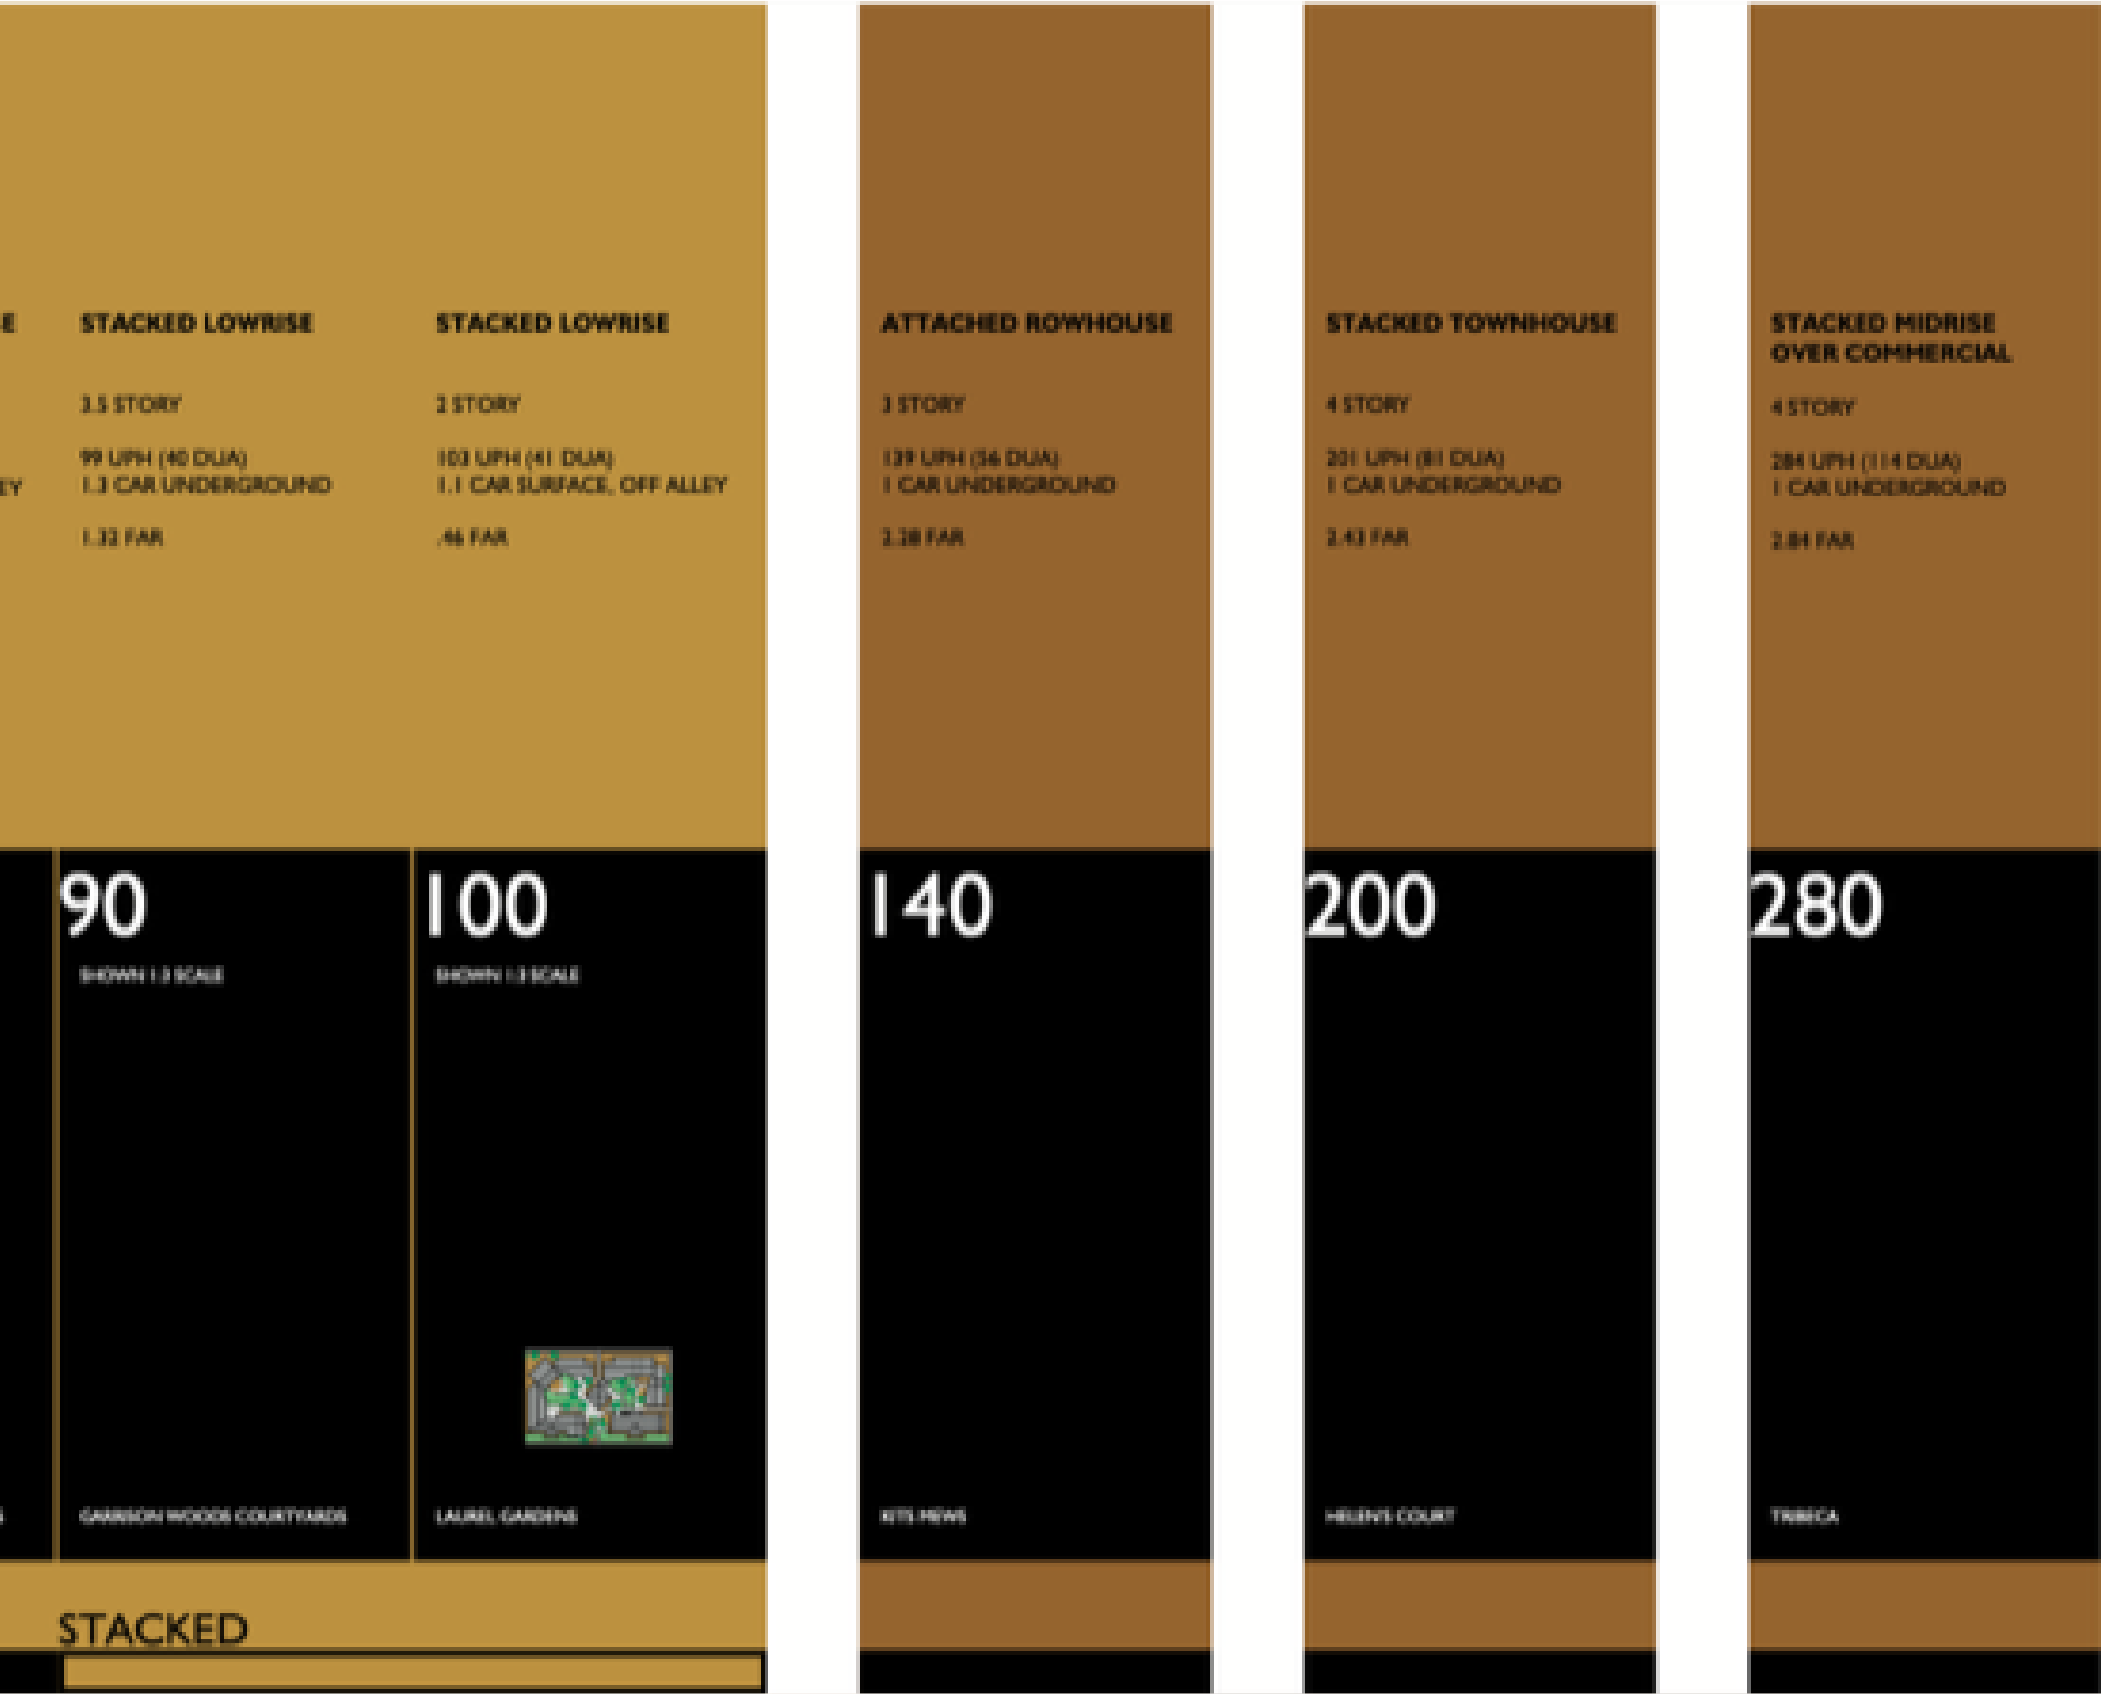 E
EY
STACKED LOWRISE
3.5 STORY
99 UPH (40 DUA)
1.3 CAR UNDERGROUND
1.32 FAR
STACKED LOWRISE
2 STORY
103 UPH (41 DUA)
1.1 CAR SURFACE, OFF ALLEY
.46 FAR
ATTACHED ROWHOUSE
3 STORY
139 UPH (56 DUA)
1 CAR UNDERGROUND
2.28 FAR
STACKED TOWNHOUSE
4 STORY
201 UPH (81 DUA)
1 CAR UNDERGROUND
2.43 FAR
STACKED MIDRISE
OVER COMMERCIAL
4 STORY
284 UPH (114 DUA)
1 CAR UNDERGROUND
2.84 FAR
90
SHOWN 1:3 SCALE
GARRISON WOODS COURTYARDS
100
SHOWN 1:3 SCALE
LAUREL GARDENS
140
KITS MEWS
200
HELEN'S COURT
280
TRIBECA
S
STACKED